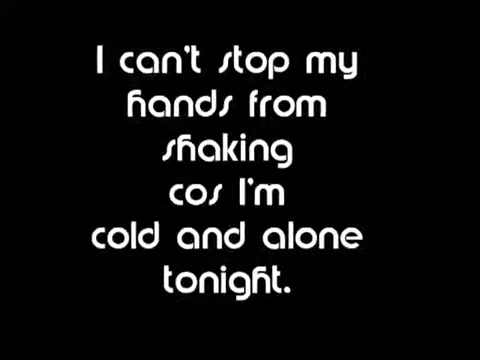 I can't stop my
hands from
shaking
cos I'm
cold and alone
tonight.